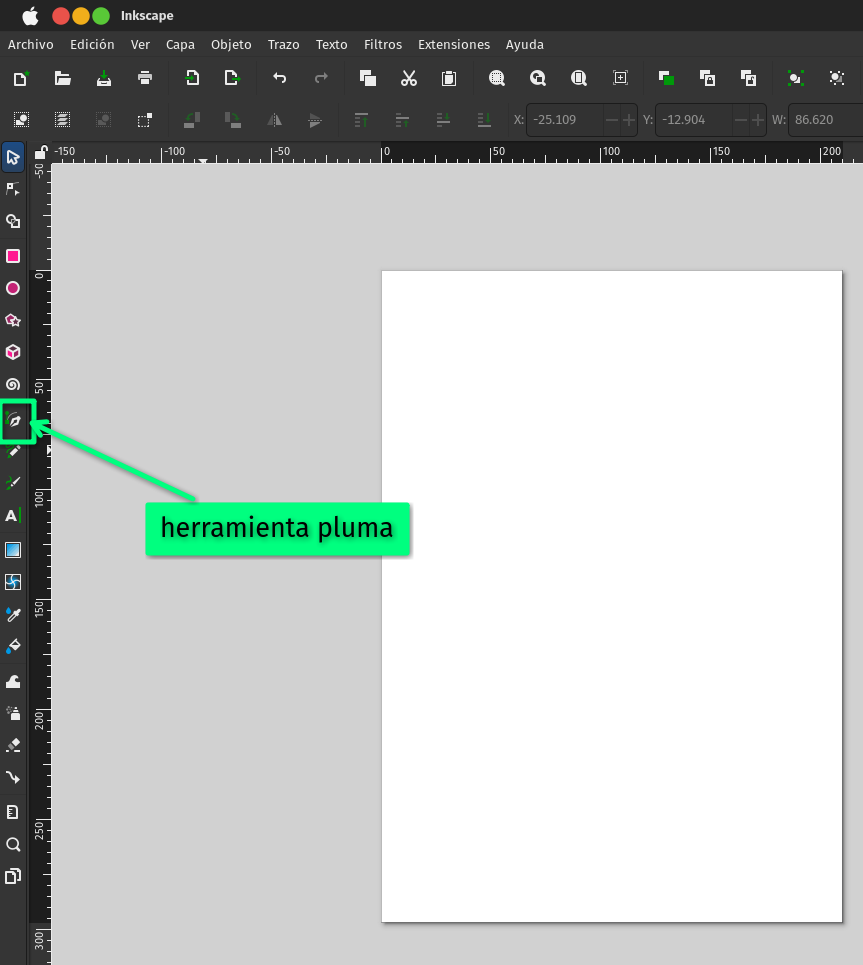 Inkscape
Archivo Edición Ver Capa Objeto Trazo Texto Filtros Extensiones Ayuda
X: -25.109 Y: -12.904 W: 86.620
-150 -100 -50 0 50 100 150 200
-50
0
50
100
herramienta pluma
150
200
250
300